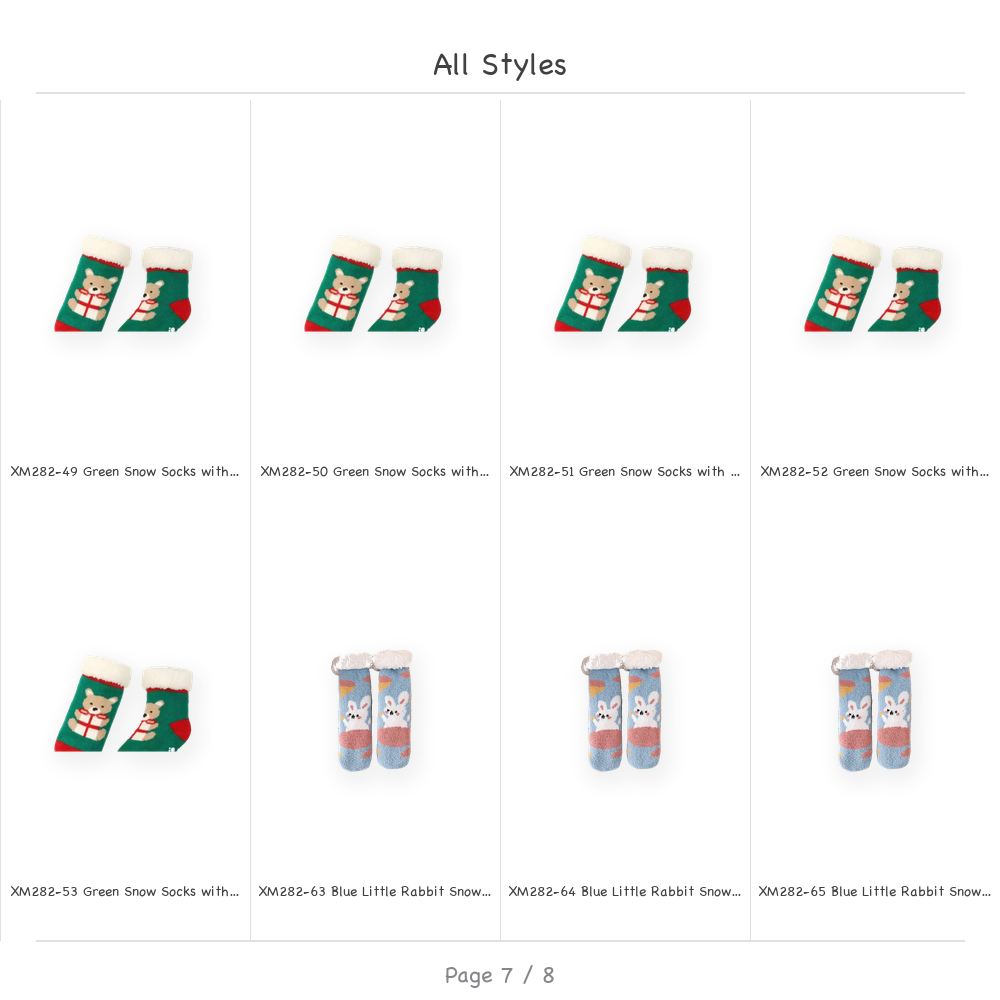 All Styles
XM282-49 Green Snow Socks with...
XM282-50 Green Snow Socks with...
XM282-51 Green Snow Socks with ...
XM282-52 Green Snow Socks with...
XM282-53 Green Snow Socks with...
XM282-63 Blue Little Rabbit Snow...
XM282-64 Blue Little Rabbit Snow...
XM282-65 Blue Little Rabbit Snow...
Page 7 / 8